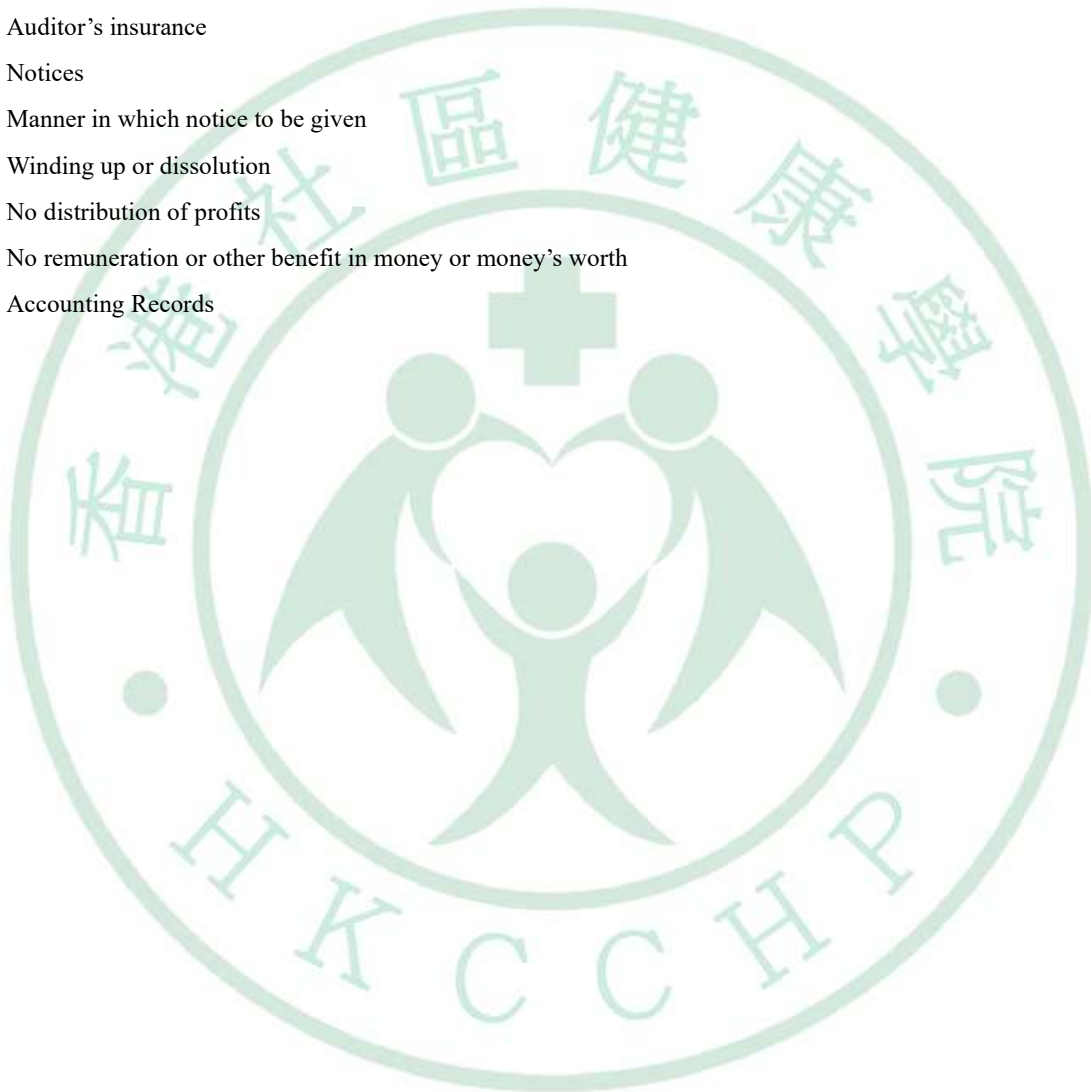 Auditor’s insurance
Notices
Manner in which notice to be given
Winding up or dissolution
No distribution of profits
No remuneration or other benefit in money or money’s worth
Accounting Records
香港社區健康學院
HKCCHP